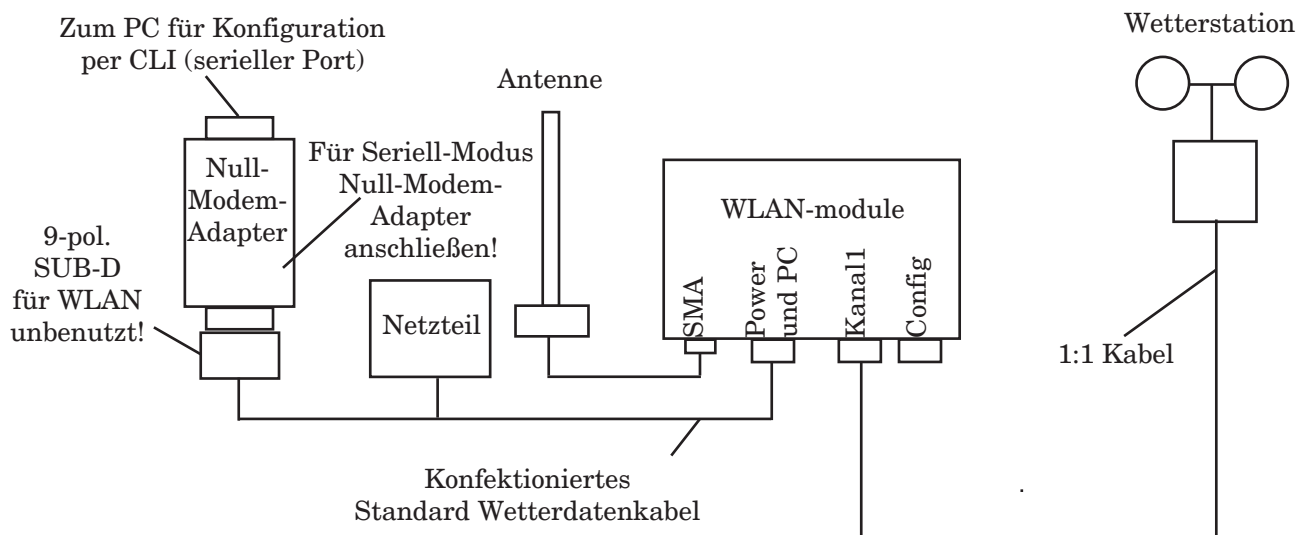 Zum PC für Konfiguration
per CLI (serieller Port)
Null-
Modem-
Adapter
Für Seriell-Modus
Null-Modem-
Adapter
anschließen!
9-pol.
SUB-D
für WLAN
unbenutzt!
Netzteil
Antenne
WLAN-module
SMA
Power
und PC
Kanal1
Config
Konfektioniertes
Standard Wetterdatenkabel
Wetterstation
1:1 Kabel